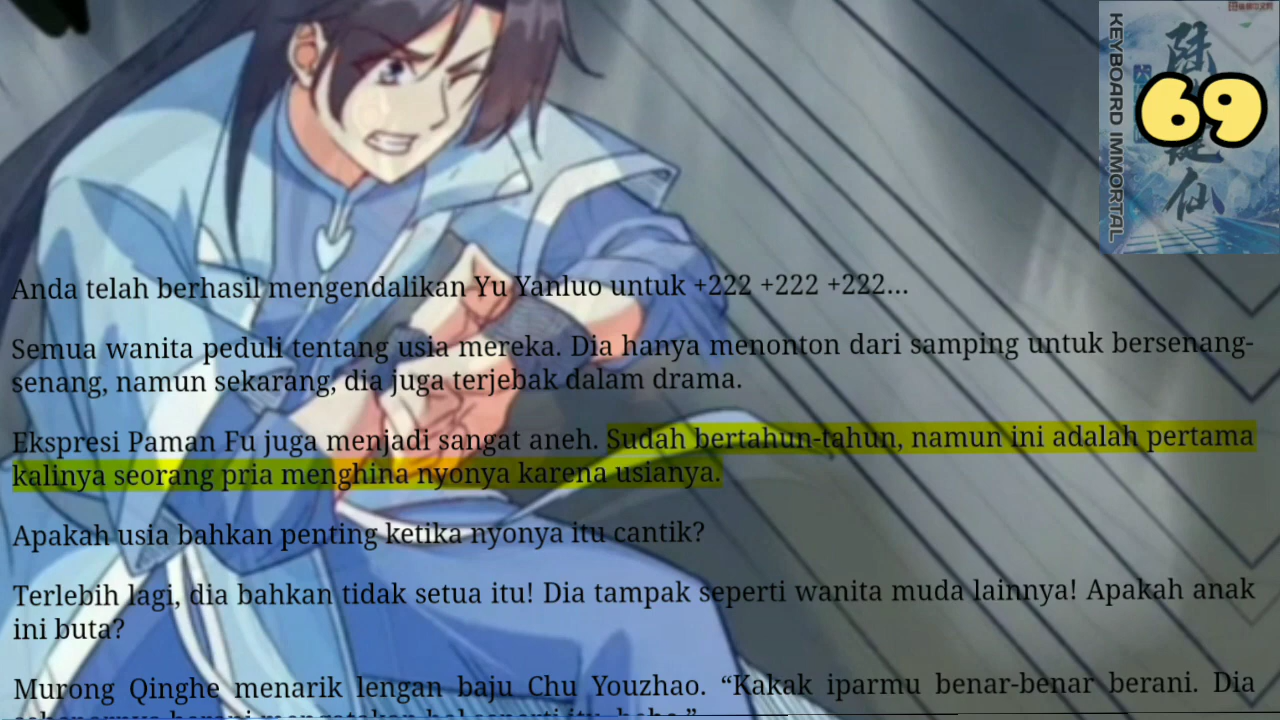 KEYBOARD IMMORTAL
69
仙
Anda telah berhasil mengendalikan Yu Yanluo untuk +222 +222 +222...
Semua wanita peduli tentang usia mereka. Dia hanya menonton dari samping untuk bersenang-
senang, namun sekarang, dia juga terjebak dalam drama.
Ekspresi Paman Fu juga menjadi sangat aneh. Sudah bertahun-tahun, namun ini adalah pertama
kalinya seorang pria menghina nyonya karena usianya.
Apakah usia bahkan penting ketika nyonya itu cantik?
Terlebih lagi, dia bahkan tidak setua itu! Dia tampak seperti wanita muda lainnya! Apakah anak
ini buta?
Murong Qinghe menarik lengan baju Chu Youzhao. “Kakak iparmu benar-benar berani. Dia